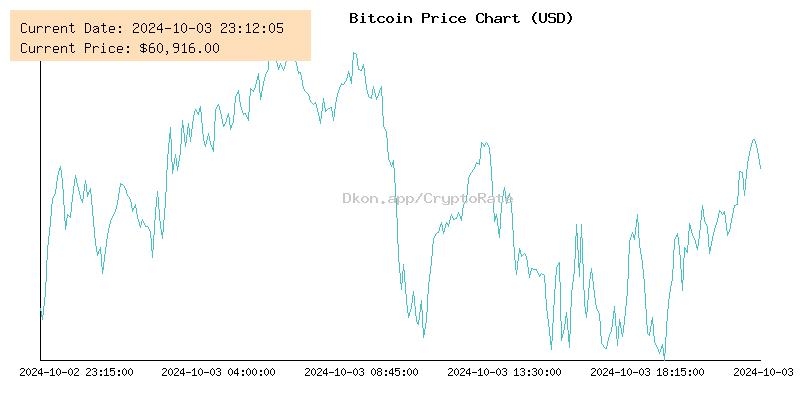 Bitcoin Price Chart (USD)
Current Date: 2024-10-03 23:12:05
Current Price: $60,916.00
Dkon.app/CryptoRate
2024-10-02 23:15:00 2024-10-03 04:00:00 2024-10-03 08:45:00 2024-10-03 13:30:00 2024-10-03 18:15:00 2024-10-03